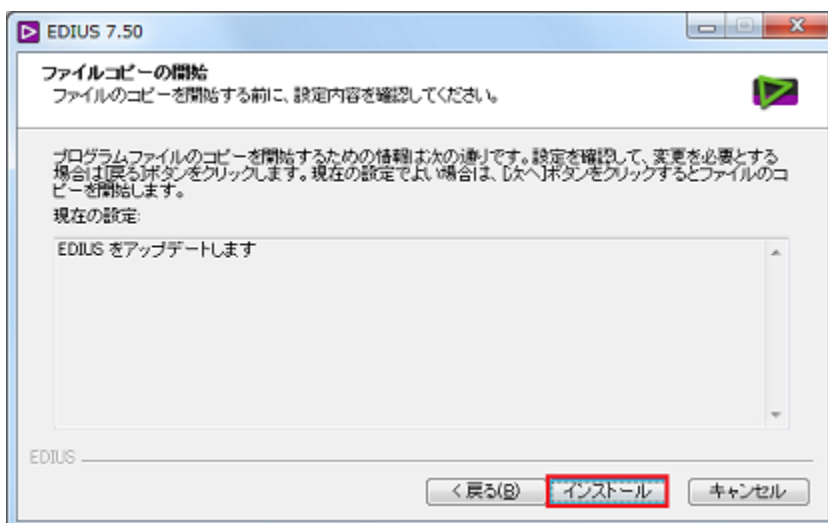 EDIUS 7.50
ファイルコピーの開始
ファイルのコピーを開始する前に、設定内容を確認してください。
プログラムファイルのコピーを開始するための情報は次の通りです。設定を確認して、変更を必要とする
場合は[戻る]ボタンをクリックします。現在の設定でよい場合は、[次へ]ボタンをクリックするとファイルのコ
ピーを開始します。
現在の設定:
EDIUS をアップデートします
EDIUS
< 戻る(B)
インストール
キャンセル